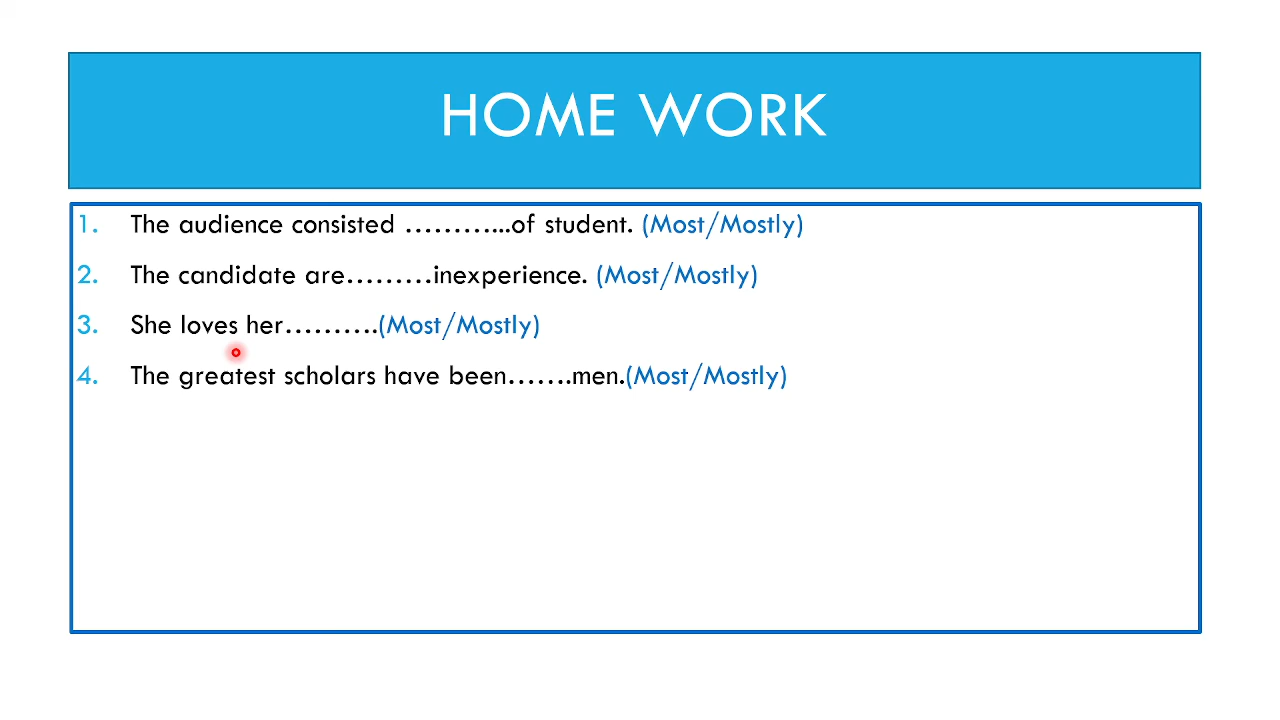 HOME WORK
1. The audience consisted ………...of student. (Most/Mostly)
2. The candidate are………inexperience. (Most/Mostly)
3. She loves her……….(Most/Mostly)
4. The greatest scholars have been…….men.(Most/Mostly)